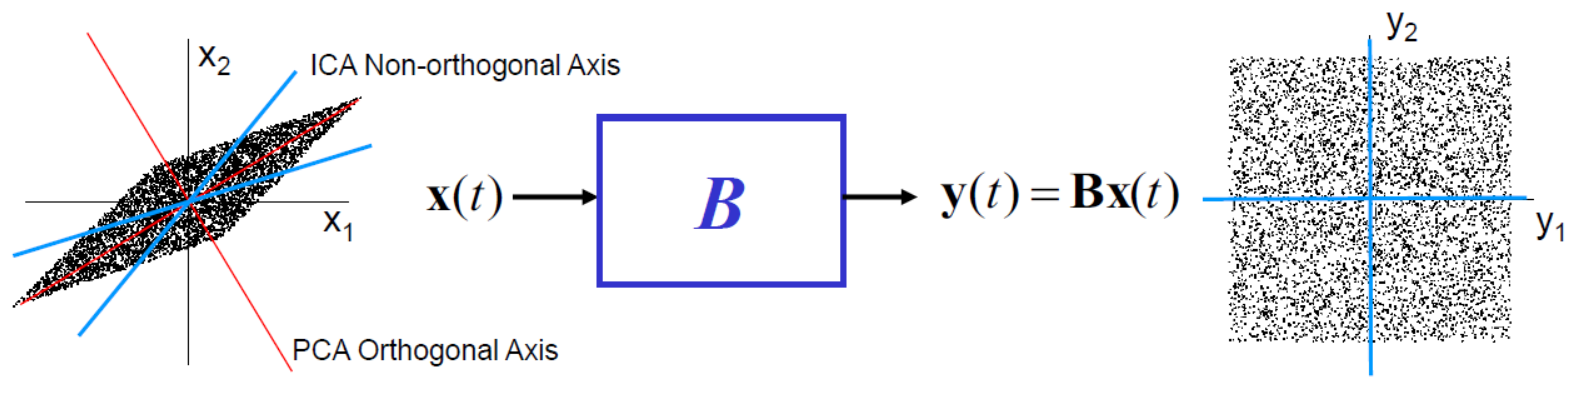 x₂
ICA Non-orthogonal Axis
x₁
PCA Orthogonal Axis
x(t)
B
y(t) = Bx(t)
y₂
y₁